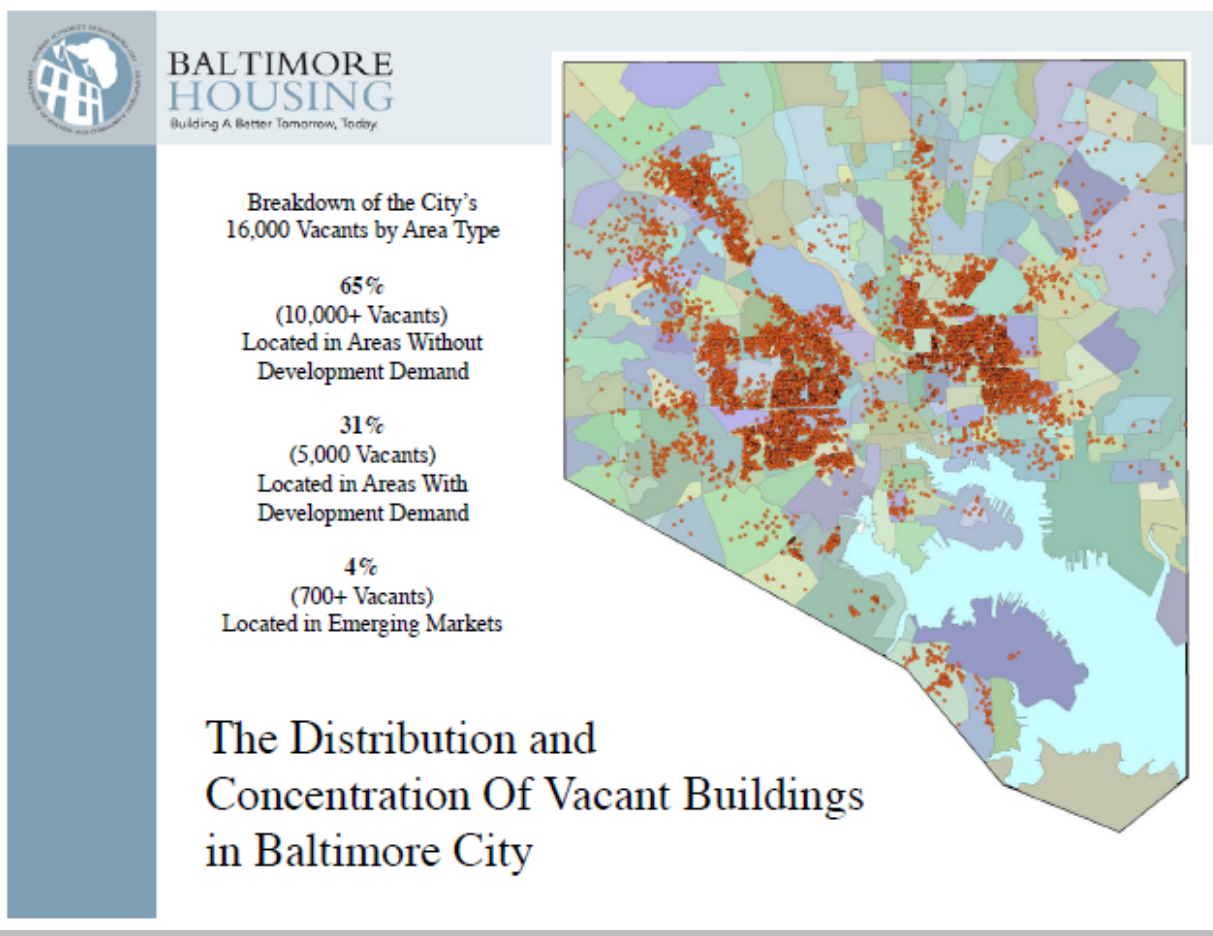 BALTIMORE
HOUSING
Building A Better Tomorrow, Today
Breakdown of the City's
16,000 Vacants by Area Type
65%
(10,000+ Vacants)
Located in Areas Without
Development Demand
31%
(5,000 Vacants)
Located in Areas With
Development Demand
4%
(700+ Vacants)
Located in Emerging Markets
The Distribution and
Concentration Of Vacant Buildings
in Baltimore City